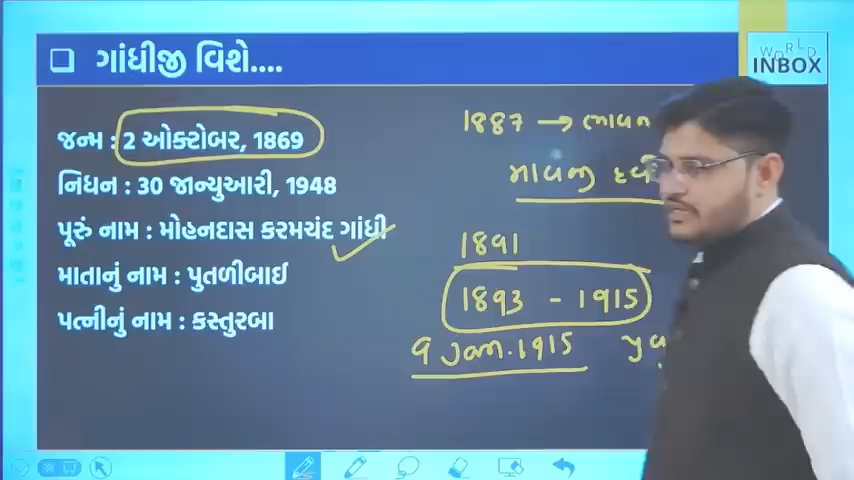 ગાંધીજી વિશે....
WORLD
INBOX
જન્મ : 2 ઓક્ટોબર, 1869
નિધન : 30 જાન્યુઆરી, 1948
પૂરું નામ : મોહનદાસ કરમચંદ ગાંધી
માતાનું નામ : પુતળીબાઈ
પત્નીનું નામ : કસ્તુરબા
1887 →
1891
1893 - 1915
9 Jan. 1915